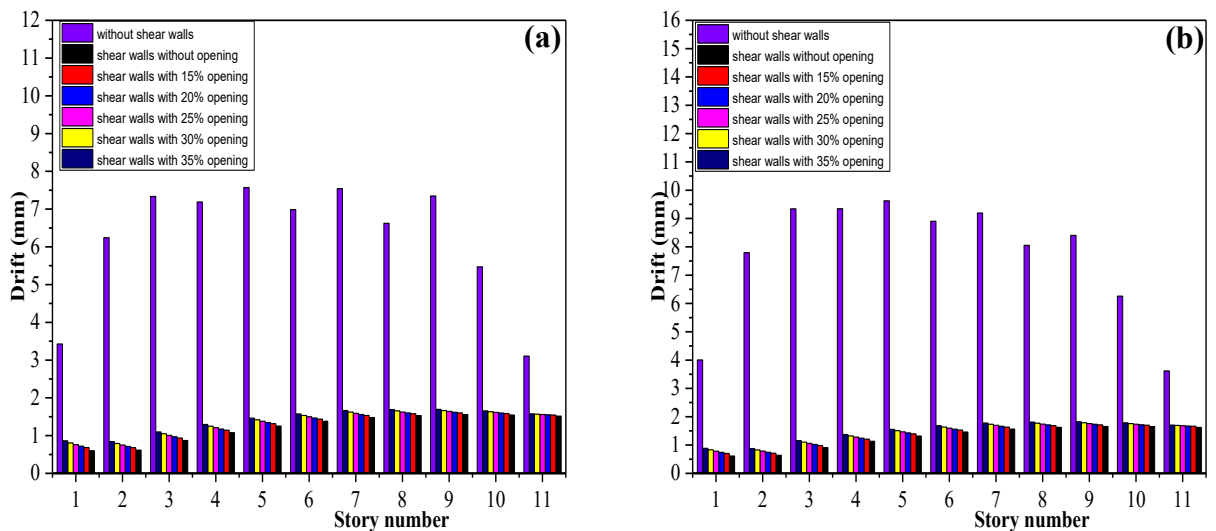 (a)
without shear walls
shear walls without opening
shear walls with 15% opening
shear walls with 20% opening
shear walls with 25% opening
shear walls with 30% opening
shear walls with 35% opening
12
11
10
9
8
7
6
5
4
3
2
1
0
Drift (mm)
1 2 3 4 5 6 7 8 9 10 11
Story number
(b)
without shear walls
shear walls without opening
shear walls with 15% opening
shear walls with 20% opening
shear walls with 25% opening
shear walls with 30% opening
shear walls with 35% opening
16
15
14
13
12
11
10
9
8
7
6
5
4
3
2
1
0
Drift (mm)
1 2 3 4 5 6 7 8 9 10 11
Story number